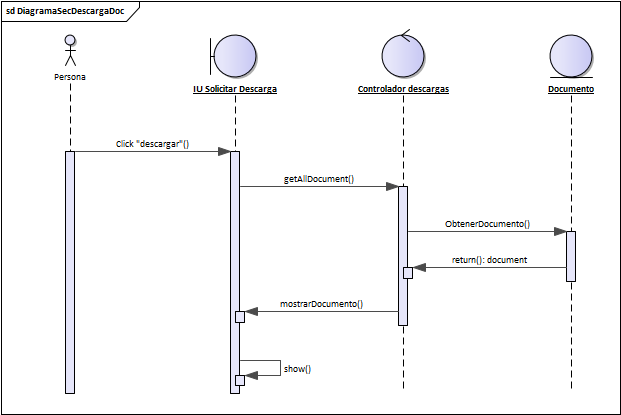 sd DiagramaSecDescargaDoc
Persona
IU Solicitar Descarga
Controlador descargas
Documento
Click "descargar"()
getAllDocument()
ObtenerDocumento()
return(): document
mostrarDocumento()
show()